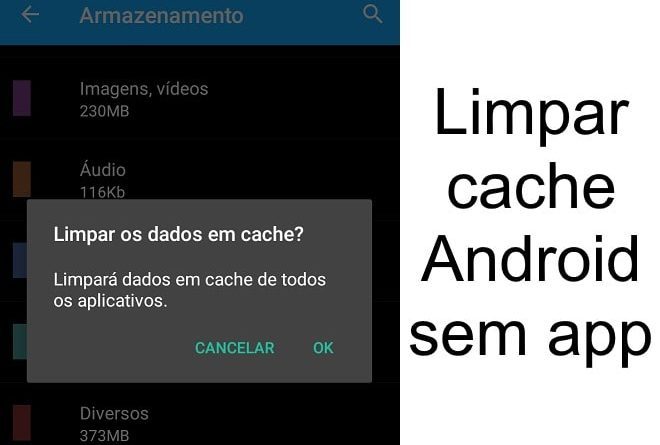 Armazenamento
Imagens, vídeos
230MB
Áudio
116Kb
Limpar os dados em cache?
Limpará dados em cache de todos
os aplicativos.
CANCELAR OK
Diversos
373MB
Limpar
cache
Android
sem app